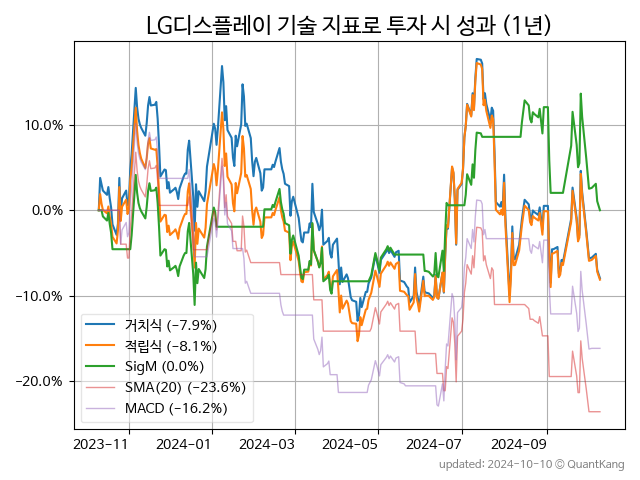 LG디스플레이 기술 지표로 투자 시 성과 (1년)
10.0%
0.0%
−10.0%
−20.0%
거치식 (−7.9%)
적립식 (−8.1%)
SigM (0.0%)
SMA(20) (−23.6%)
MACD (−16.2%)
2023−11 2024−01 2024−03 2024−05 2024−07 2024−09
updated: 2024-10-10 © QuantKang